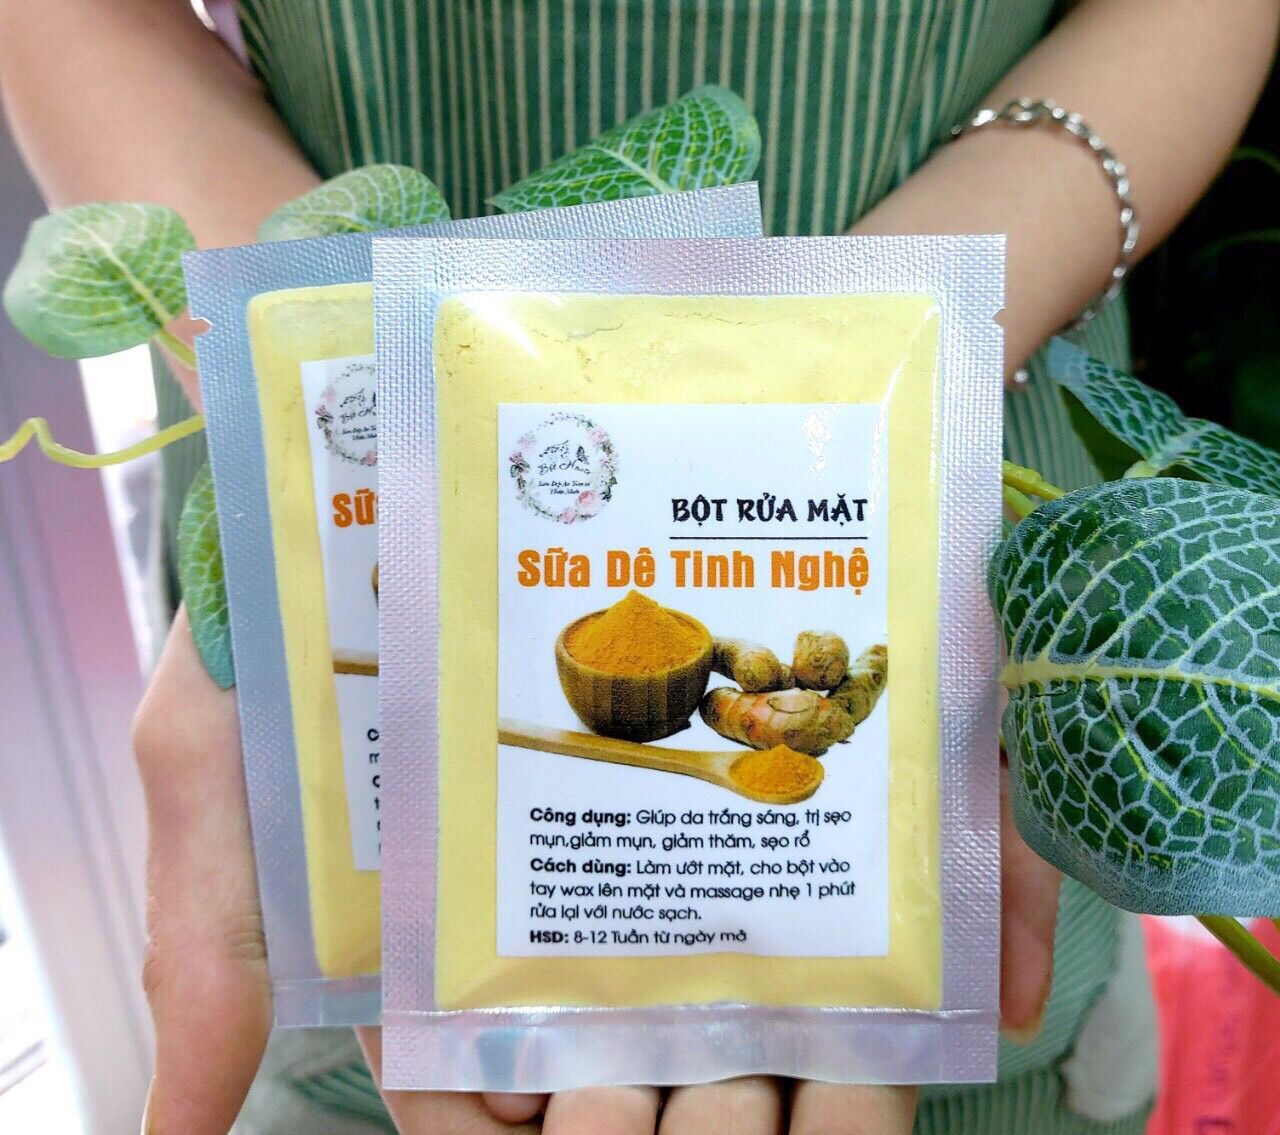 BỘT RỬA MẶT
Sữa Dê Tinh Nghệ
Công dụng: Giúp da trắng sáng, trị sẹo
mụn,giảm mụn, giảm thăm, sẹo rổ
Cách dùng: Làm ướt mặt, cho bột vào
tay wax lên mặt và massage nhẹ 1 phút
rửa lại với nước sạch.
HSD: 8-12 Tuần từ ngày mở